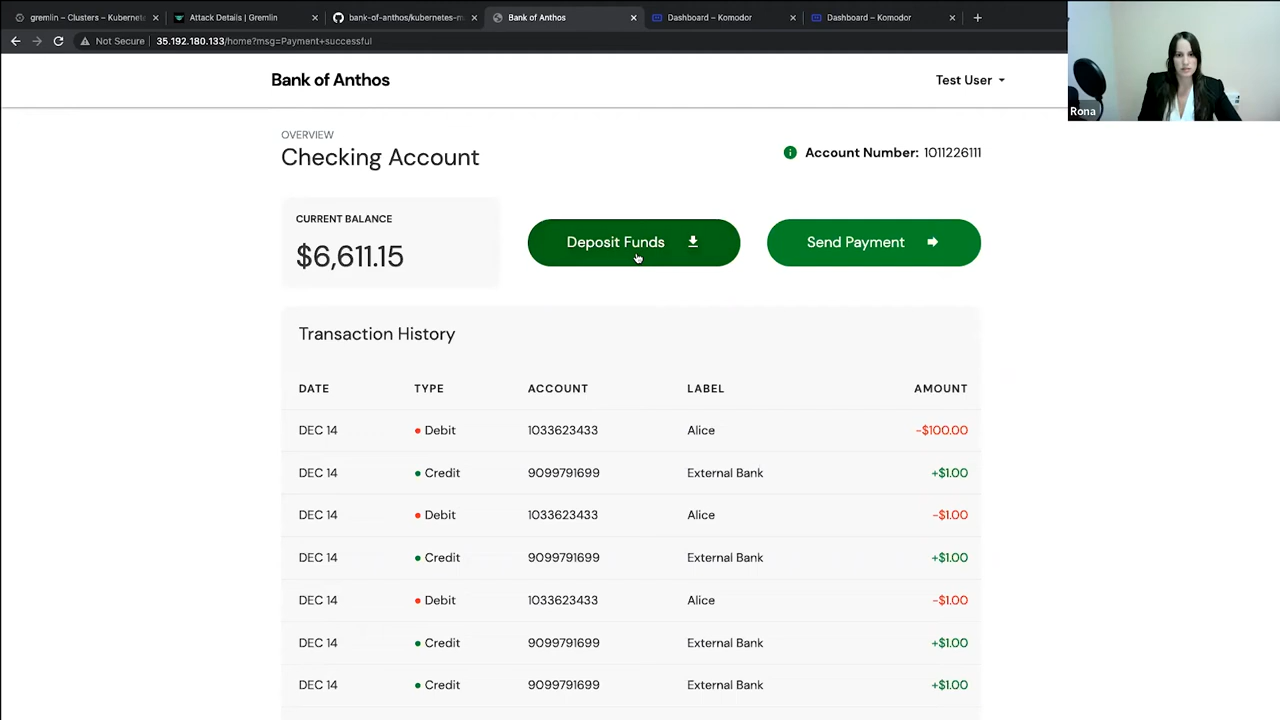 gremlin – Clusters – Kubernete
Attack Details | Gremlin
bank-of-anthos/kubernetes-m
Bank of Anthos
Dashboard – Komodor
Dashboard – Komodor
Not Secure
35.192.180.133/home?msg=Payment+successful
Rona
Bank of Anthos
Test User
OVERVIEW
Checking Account
Account Number: 1011226111
CURRENT BALANCE
$6,611.15
Deposit Funds
Send Payment
Transaction History
DATE TYPE ACCOUNT LABEL AMOUNT
DEC 14 Debit 1033623433 Alice -$100.00
DEC 14 Credit 9099791699 External Bank +$1.00
DEC 14 Debit 1033623433 Alice -$1.00
DEC 14 Credit 9099791699 External Bank +$1.00
DEC 14 Debit 1033623433 Alice -$1.00
DEC 14 Credit 9099791699 External Bank +$1.00
DEC 14 Credit 9099791699 External Bank +$1.00